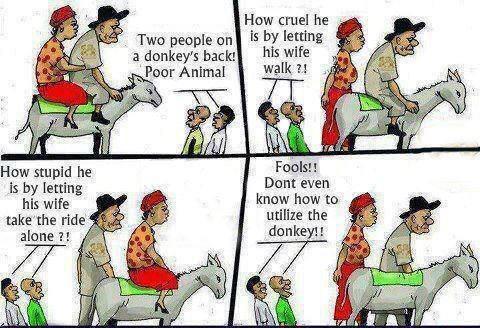 Two people on
a donkey's back!
Poor Animal
How cruel he
is by letting
his wife
walk ?!
How stupid he
is by letting
his wife
take the ride
alone ?!
Fools!!
Dont even
know how to
utilize the
donkey!!